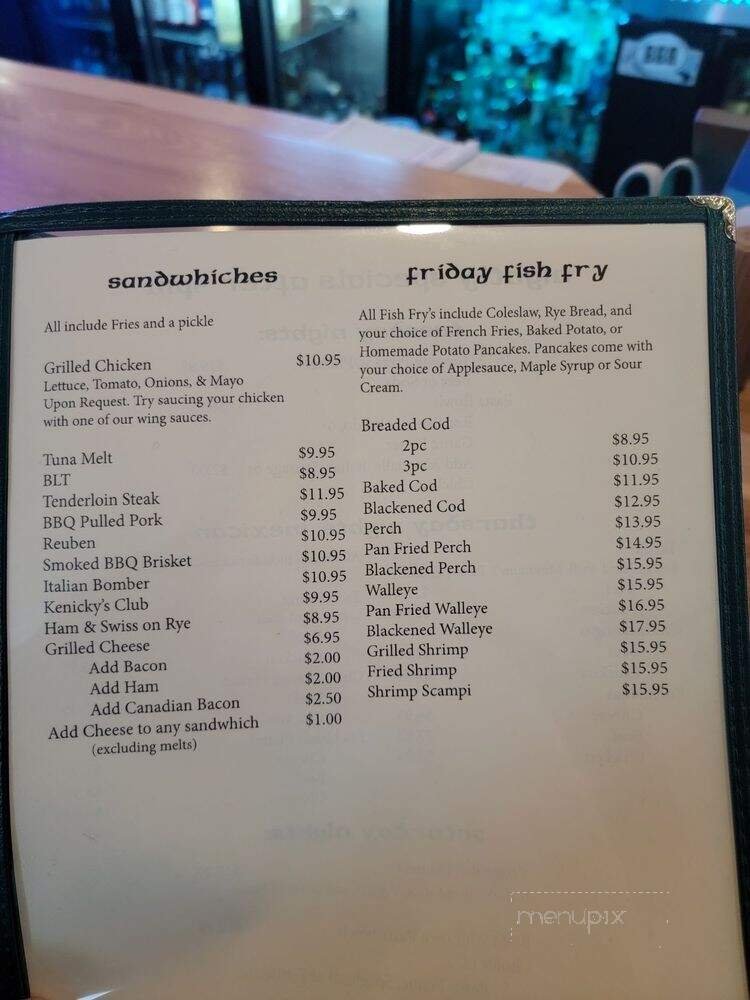 sandwhiches
All include Fries and a pickle
Grilled Chicken $10.95
Lettuce, Tomato, Onions, & Mayo
Upon Request. Try saucing your chicken
with one of our wing sauces.
Tuna Melt $9.95
BLT $8.95
Tenderloin Steak $11.95
BBQ Pulled Pork $9.95
Reuben $10.95
Smoked BBQ Brisket $10.95
Italian Bomber $10.95
Kenicky's Club $9.95
Ham & Swiss on Rye $8.95
Grilled Cheese $6.95
Add Bacon $2.00
Add Ham $2.00
Add Canadian Bacon $2.50
Add Cheese to any sandwhich $1.00
(excluding melts)
friday fish fry
All Fish Fry's include Coleslaw, Rye Bread, and
your choice of French Fries, Baked Potato, or
Homemade Potato Pancakes. Pancakes come with
your choice of Applesauce, Maple Syrup or Sour
Cream.
Breaded Cod
2pc $8.95
3pc $10.95
Baked Cod $11.95
Blackened Cod $12.95
Perch $13.95
Pan Fried Perch $14.95
Blackened Perch $15.95
Walleye $15.95
Pan Fried Walleye $16.95
Blackened Walleye $17.95
Grilled Shrimp $15.95
Fried Shrimp $15.95
Shrimp Scampi $15.95
menupix